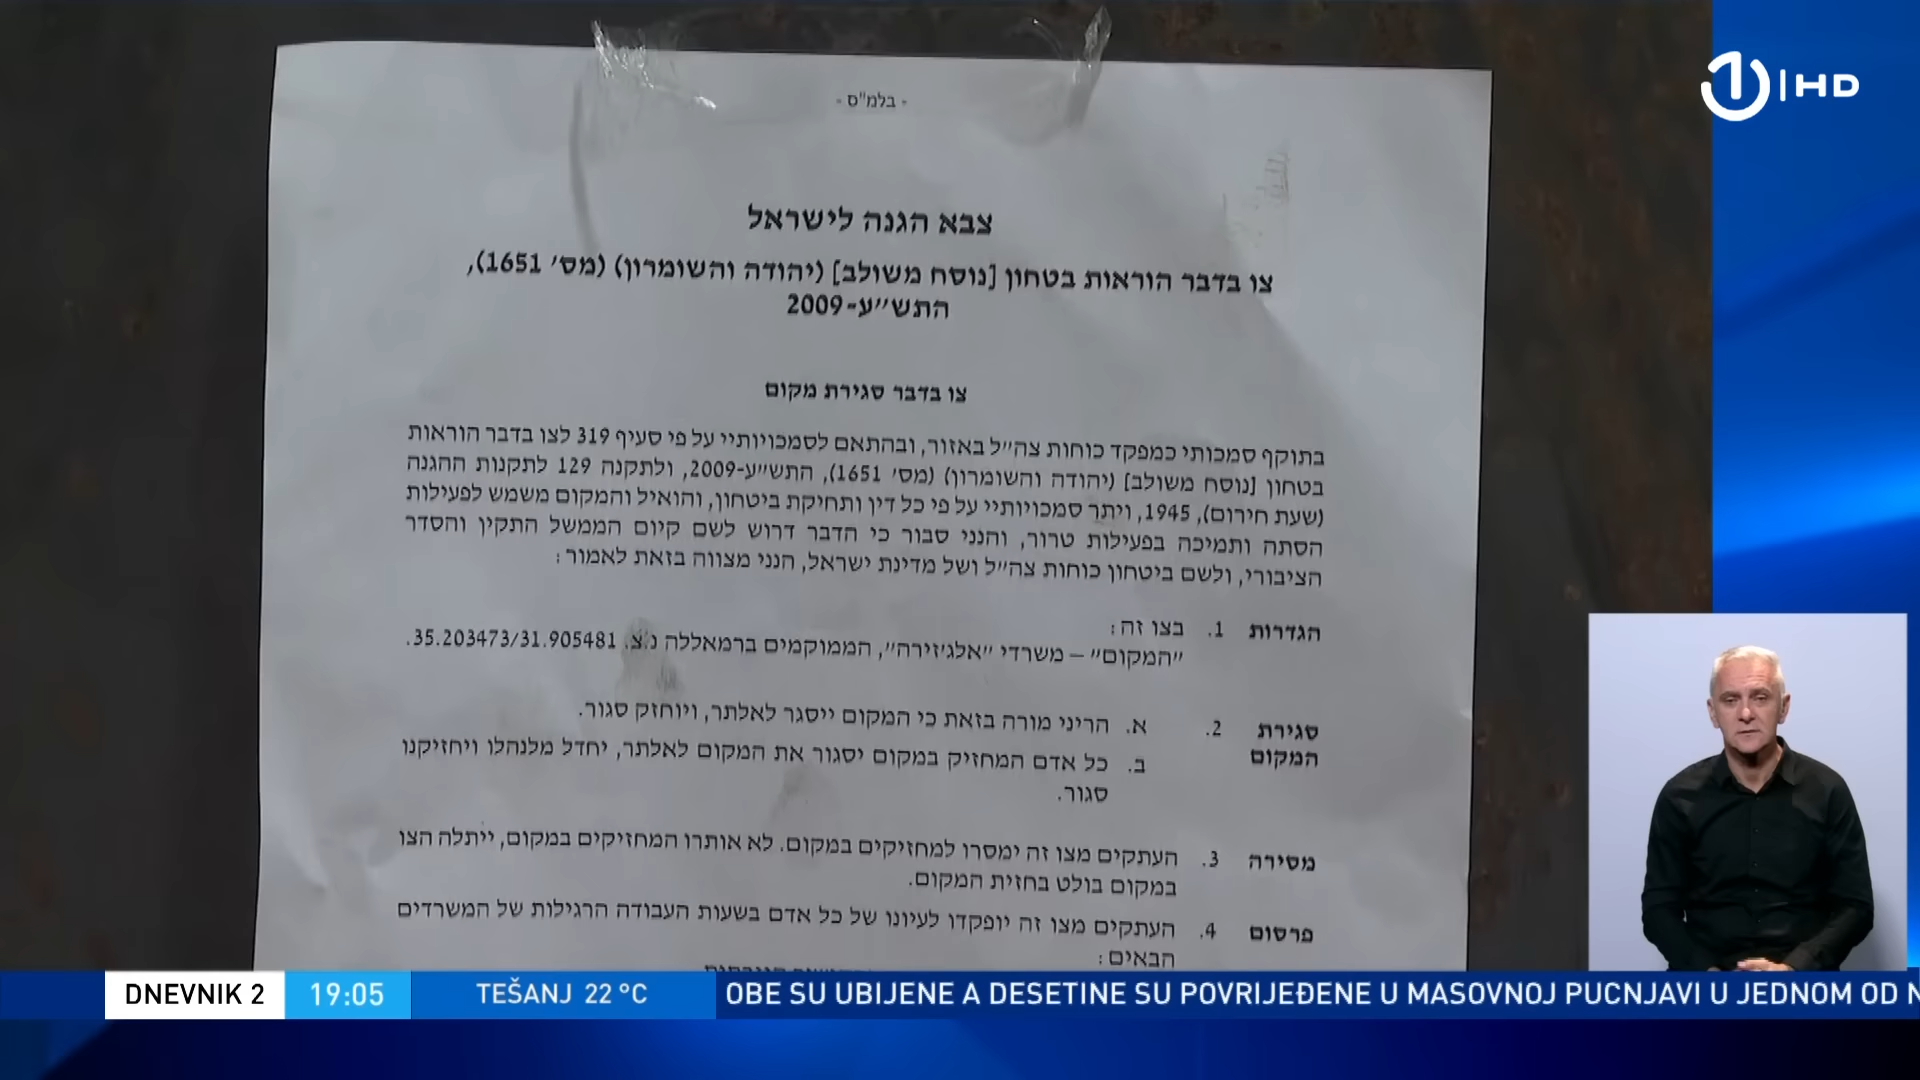 - בלמ"ס -
צבא הגנה לישראל
צו בדבר הוראות בטחון [נוסח משולב] (יהודה והשומרון) (מס׳ 1651),
התש״ע-2009
צו בדבר סגירת מקום
בתוקף סמכותי כמפקד כוחות צה״ל באזור, ובהתאם לסמכויותיי על פי סעיף 319 לצו בדבר הוראות
בטחון [נוסח משולב] (יהודה והשומרון) (מס׳ 1651), התש״ע-2009, ולתקנה 129 לתקנות ההגנה
(שעת חירום), 1945, ויתר סמכויותיי על פי כל דין ותחיקת ביטחון, והואיל והמקום משמש לפעילות
הסתה ותמיכה בפעילות טרור, והנני סבור כי הדבר דרוש לשם קיום הממשל התקין והסדר
הציבורי, ולשם ביטחון כוחות צה״ל ושל מדינת ישראל, הנני מצווה בזאת לאמור:
הגדרות 1. בצו זה:
״המקום״ – משרדי ״אלג׳זירה״, הממוקמים ברמאללה נ.צ. 35.203473/31.905481.
סגירת 2. א. הריני מורה בזאת כי המקום ייסגר לאלתר, ויוחזק סגור.
המקום ב. כל אדם המחזיק במקום יסגור את המקום לאלתר, יחדל מלנהלו ויחזיקנו
סגור.
מסירה 3. העתקים מצו זה ימסרו למחזיקים במקום. לא אותרו המחזיקים במקום, ייתלה הצו
במקום בולט בחזית המקום.
פרסום 4. העתקים מצו זה יופקדו לעיונו של כל אדם בשעות העבודה הרגילות של המשרדים
הבאים:
1 HD
DNEVNIK 2 19:05 TEŠANJ 22 °C OBE SU UBIJENE A DESETINE SU POVRIJEĐENE U MASOVNOJ PUCNJAVI U JEDNOM OD